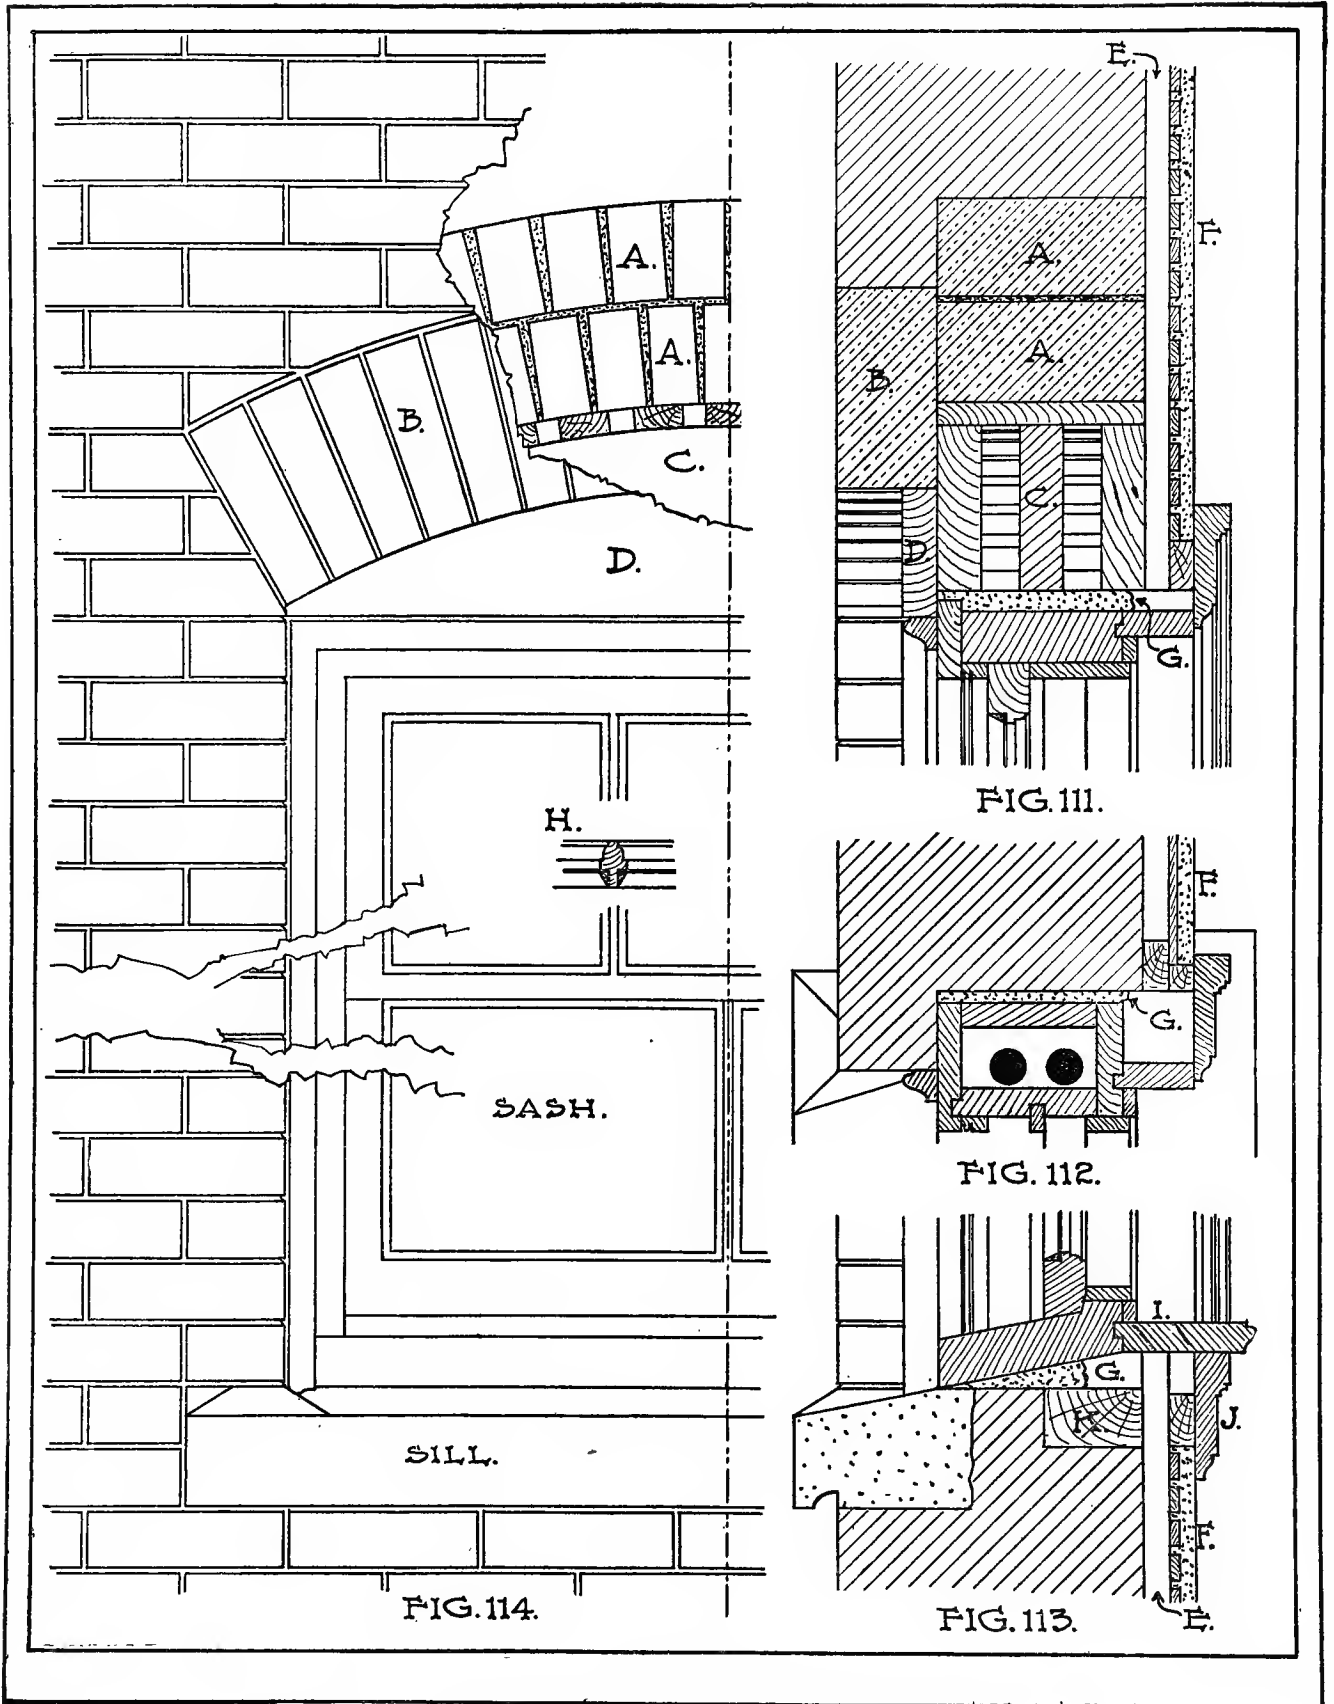 A.
A.
B.
C.
D.
H.
SASH.
SILL.
FIG. 114.
E.
F.
A.
A.
B.
C.
D.
G.
FIG. 111.
F.
G.
FIG. 112.
I.
G.
K.
J.
F.
E.
FIG. 113.